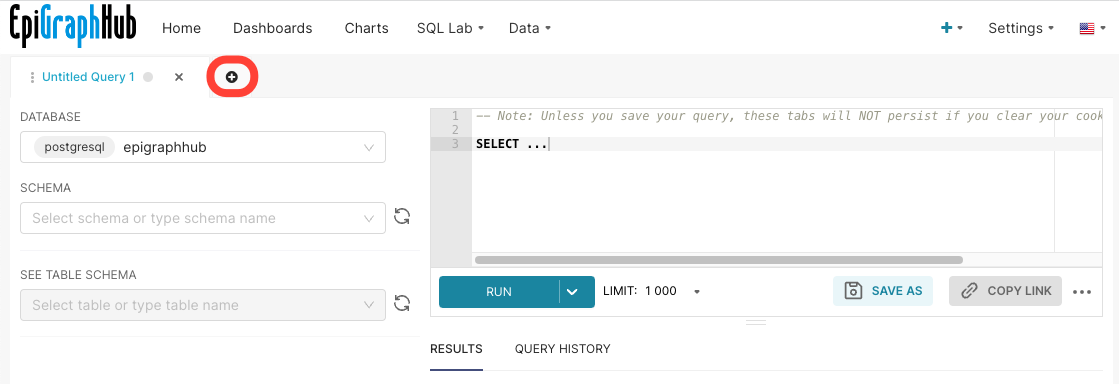 EpiGraphHub
Home Dashboards Charts SQL Lab Data Settings
Untitled Query 1
DATABASE
postgresql epigraphhub
SCHEMA
Select schema or type schema name
SEE TABLE SCHEMA
Select table or type table name
1 -- Note: Unless you save your query, these tabs will NOT persist if you clear your cook
2
3 SELECT ...
RUN LIMIT: 1 000 SAVE AS COPY LINK
RESULTS QUERY HISTORY